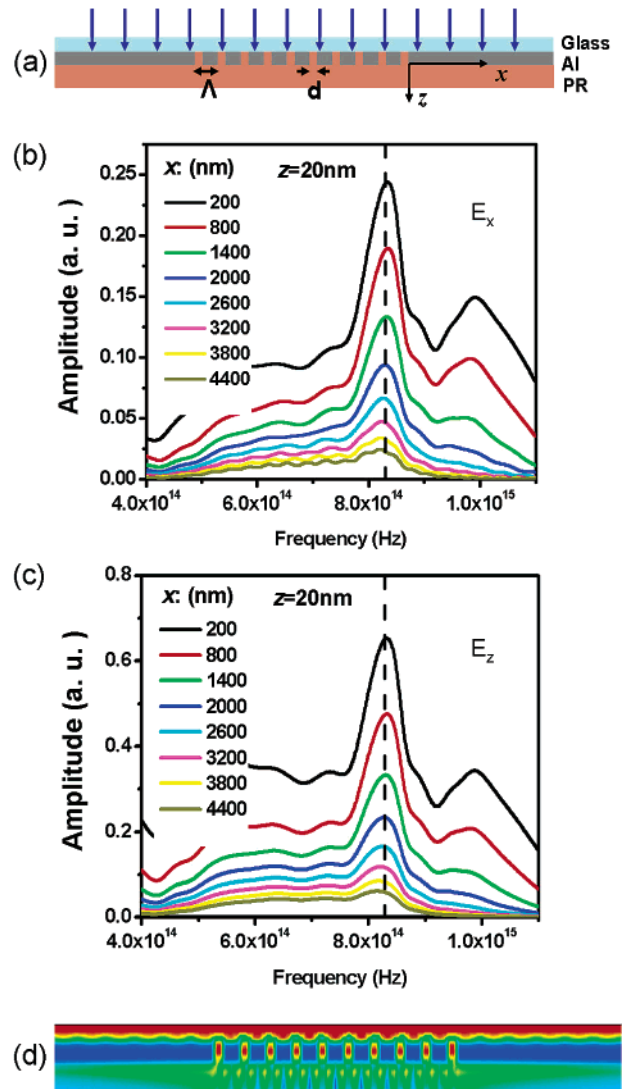 Glass
(a)
Al
x
PR
Λ
d
z
(b)
x: (nm)
z=20nm
200
800
1400
2000
2600
3200
3800
4400
E_x
0.25
0.20
0.15
0.10
0.05
0.00
Amplitude (a. u. )
4.0x10^14
6.0x10^14
8.0x10^14
1.0x10^15
Frequency (Hz)
(c)
x: (nm)
z=20nm
200
800
1400
2000
2600
3200
3800
4400
E_z
0.8
0.6
0.4
0.2
0.0
Amplitude (a. u. )
4.0x10^14
6.0x10^14
8.0x10^14
1.0x10^15
Frequency (Hz)
(d)